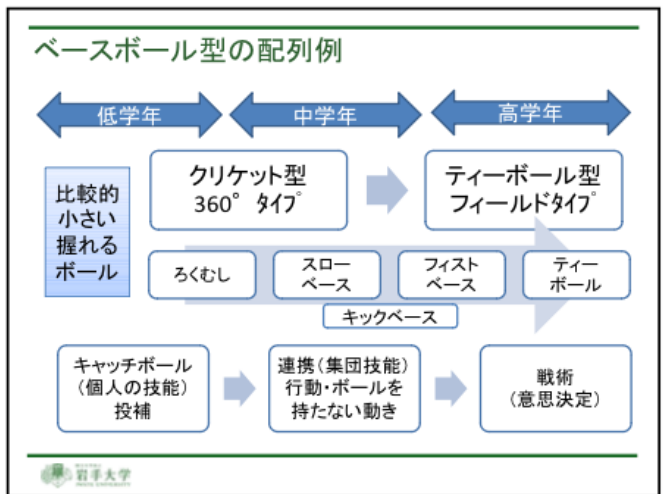 ベースボール型の配列例
低学年
中学年
高学年
比較的
小さい
握れる
ボール
クリケット型
360°タイプ
ティーボール型
フィールドタイプ
ろくむし
スロー
ベース
フィスト
ベース
ティー
ボール
キックベース
キャッチボール
(個人の技能)
投補
連携(集団技能)
行動・ボールを
持たない動き
戦術
(意思決定)
岩手大学